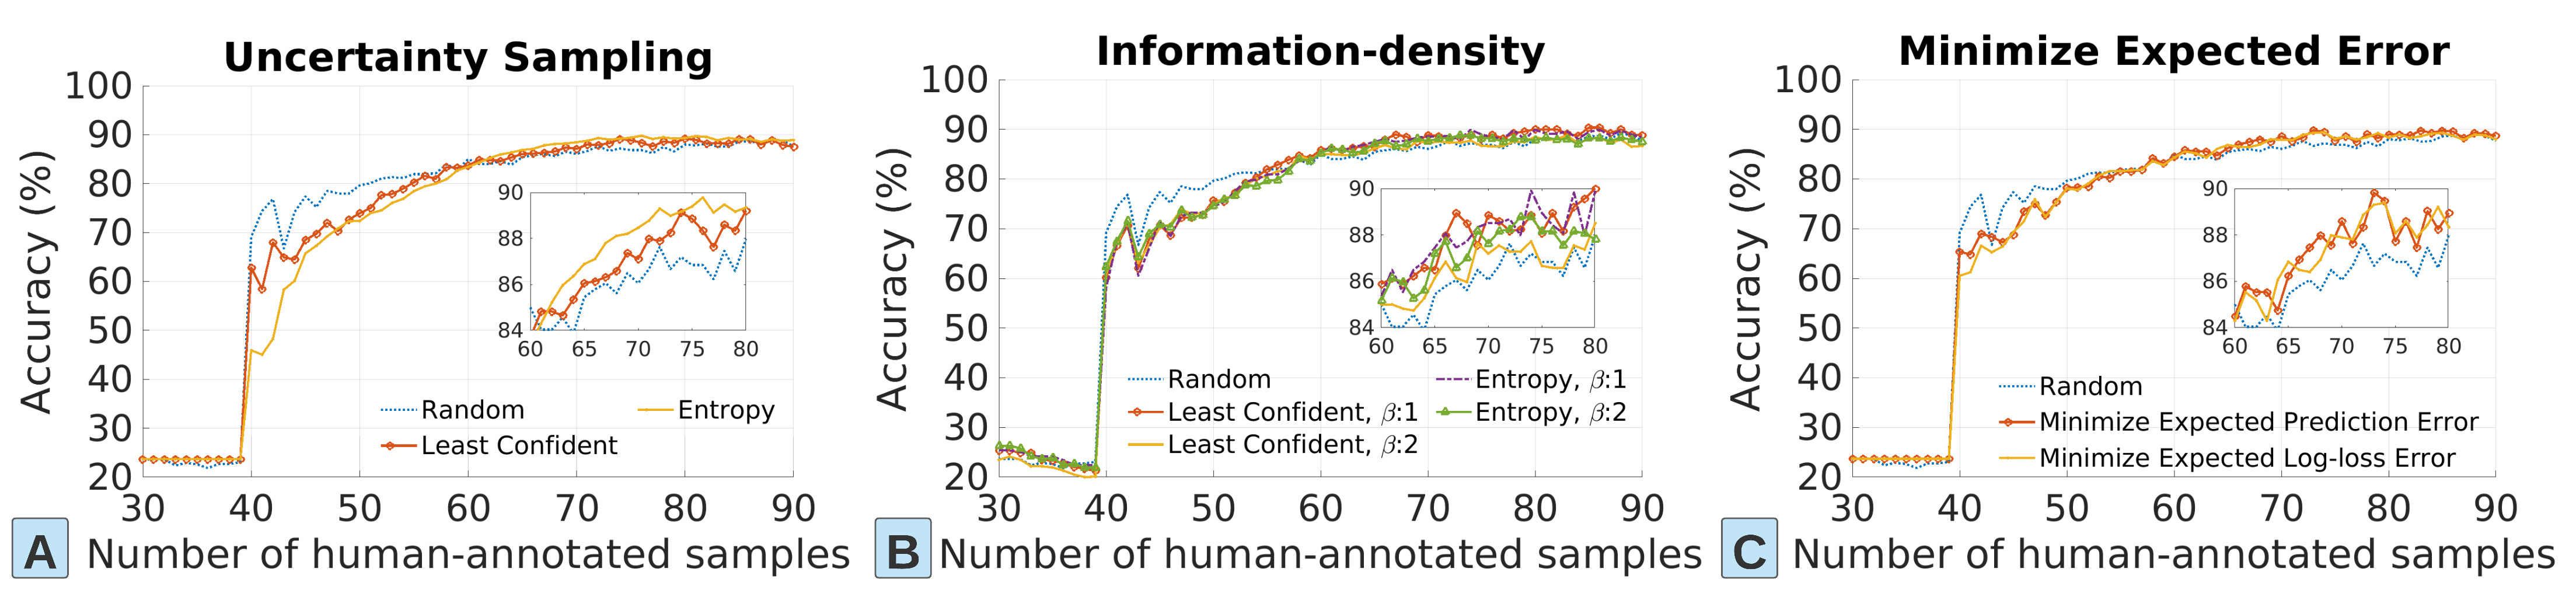 Uncertainty Sampling
100
90
80
70
60
50
40
30
20
Accuracy (%)
90
88
86
84
60 65 70 75 80
Random
Entropy
Least Confident
30 40 50 60 70 80 90
A
Number of human-annotated samples
Information-density
100
90
80
70
60
50
40
30
20
Accuracy (%)
90
88
86
84
60 65 70 75 80
Random
Entropy, β:1
Least Confident, β:1
Entropy, β:2
Least Confident, β:2
30 40 50 60 70 80 90
B
Number of human-annotated samples
Minimize Expected Error
100
90
80
70
60
50
40
30
20
Accuracy (%)
90
88
86
84
60 65 70 75 80
Random
Minimize Expected Prediction Error
Minimize Expected Log-loss Error
30 40 50 60 70 80 90
C
Number of human-annotated samples